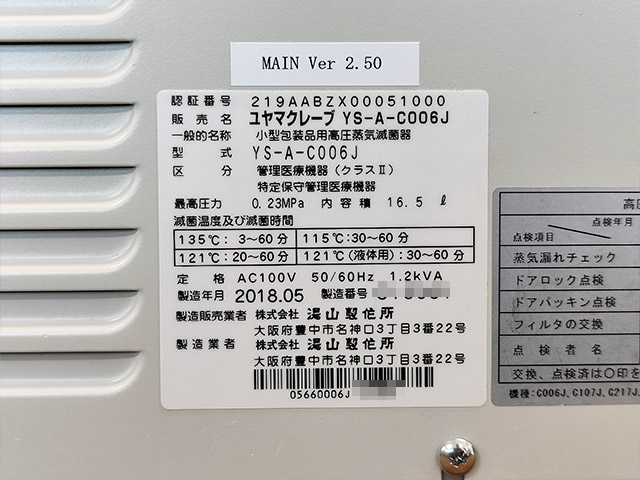 MAIN Ver 2.50
認証番号 219AABZX00051000
販売名 ユヤマクレーブ YS-A-C006J
一般的名称 小型包装品用高圧蒸気滅菌器
型式 YS-A-C006J
区分 管理医療機器(クラスⅡ)
特定保守管理医療機器
最高圧力 0.23MPa 内容積 16.5 ℓ
滅菌温度及び滅菌時間
135℃: 3~60分 115℃:30~60分
121℃:20~60分 121℃(液体用):30~60分
定格 AC100V 50/60Hz 1.2kVA
製造年月 2018.05 製造番号
製造販売業者 株式会社 湯山製作所
大阪府豊中市名神口3丁目3番22号
製造業者 株式会社 湯山製作所
大阪府豊中市名神口3丁目3番22号
05660006J
高圧
点検年月
点検項目
蒸気漏れチェック
ドアロック点検
ドアパッキン点検
フィルタの交換
点検者名
交換、点検済は○印を
機種:C006J、C107J、C217J、